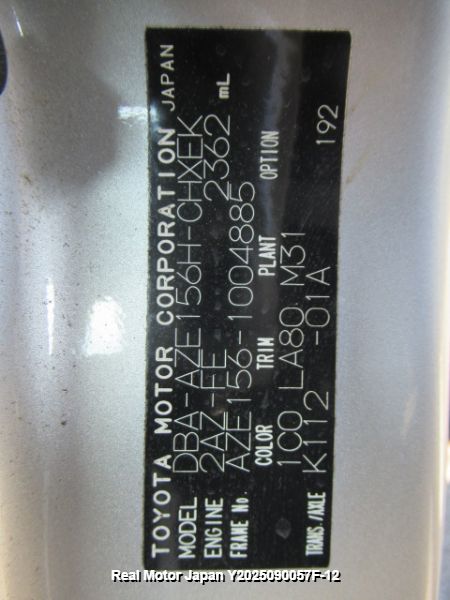 TOYOTA MOTOR CORPORATION JAPAN
MODEL DBA-AZE156H-CHXEK
ENGINE 2AZ-FE 2362 mL
FRAME No. AZE156-1004885
COLOR TRIM PLANT OPTION
1C0 LA80 M31
TRANS./AXLE K112 -01A 192
Real Motor Japan Y2025090057F-12